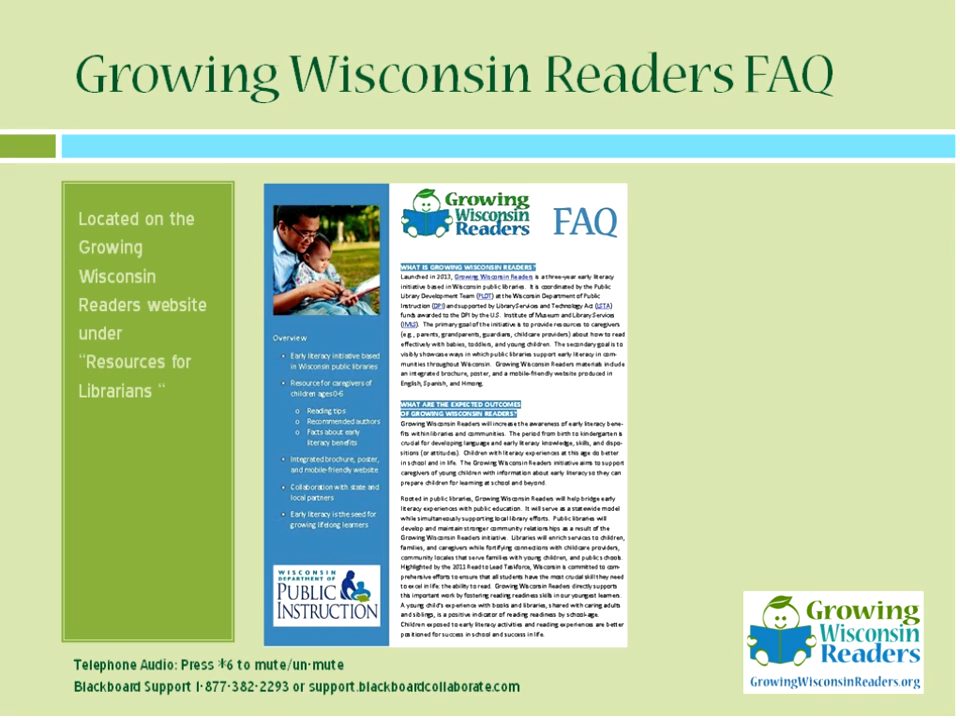 Growing Wisconsin Readers FAQ
Located on the
Growing
Wisconsin
Readers website
under
“Resources for
Librarians “
Overview
• Early literacy initiative based
in Wisconsin public libraries
• Resource for caregivers of
children ages 0-6
o Reading tips
o Recommended authors
o Facts about early
literacy benefits
• Integrated brochure, poster,
and mobile-friendly website
• Collaboration with state and
local partners
• Early literacy is the seed for
growing lifelong learners
WISCONSIN
DEPARTMENT OF
PUBLIC
INSTRUCTION
Growing
Wisconsin
Readers
FAQ
WHAT IS GROWING WISCONSIN READERS?
Launched in 2013, Growing Wisconsin Readers is a three-year early literacy
initiative based in Wisconsin public libraries. It is coordinated by the Public
Library Development Team (PLDT) at the Wisconsin Department of Public
Instruction (DPI) and supported by Library Services and Technology Act (LSTA)
funds awarded to the DPI by the U.S. Institute of Museum and Library Services
(IMLS). The primary goal of the initiative is to provide resources to caregivers
(e.g., parents, grandparents, guardians, childcare providers) about how to read
effectively with babies, toddlers, and young children. The secondary goal is to
visibly showcase ways in which public libraries support early literacy in com-
munities throughout Wisconsin. Growing Wisconsin Readers materials include
an integrated brochure, poster, and a mobile-friendly website produced in
English, Spanish, and Hmong.
WHAT ARE THE EXPECTED OUTCOMES
OF GROWING WISCONSIN READERS?
Growing Wisconsin Readers will increase the awareness of early literacy bene-
fits within libraries and communities. The period from birth to kindergarten is
crucial for developing language and early literacy knowledge, skills, and dispo-
sitions (or attitudes). Children with literacy experiences at this age do better
in school and in life. The Growing Wisconsin Readers initiative aims to support
caregivers of young children with information about early literacy so they can
prepare children for learning at school and beyond.
Rooted in public libraries, Growing Wisconsin Readers will help bridge early
literacy experiences with public education. It will serve as a statewide model
while simultaneously supporting local library efforts. Public libraries will
develop and maintain stronger community relationships as a result of the
Growing Wisconsin Readers initiative. Libraries will enrich services to children,
families, and caregivers while fortifying connections with childcare providers,
community locales that serve families with young children, and public schools.
Highlighted by the 2011 Read to Lead Taskforce, Wisconsin is committed to com-
prehensive efforts to ensure that all students have the most crucial skill they need
to excel in life: the ability to read. Growing Wisconsin Readers directly supports
this important work by fostering reading readiness skills in our youngest learners.
A young child's experience with books and libraries, shared with caring adults
and siblings, is a positive indicator of reading readiness by school-age.
Children exposed to early literacy activities and reading experiences are better
positioned for success in school and success in life.
Growing
Wisconsin
Readers
GrowingWisconsinReaders.org
Telephone Audio: Press *6 to mute/un-mute
Blackboard Support 1-877-382-2293 or support.blackboardcollaborate.com